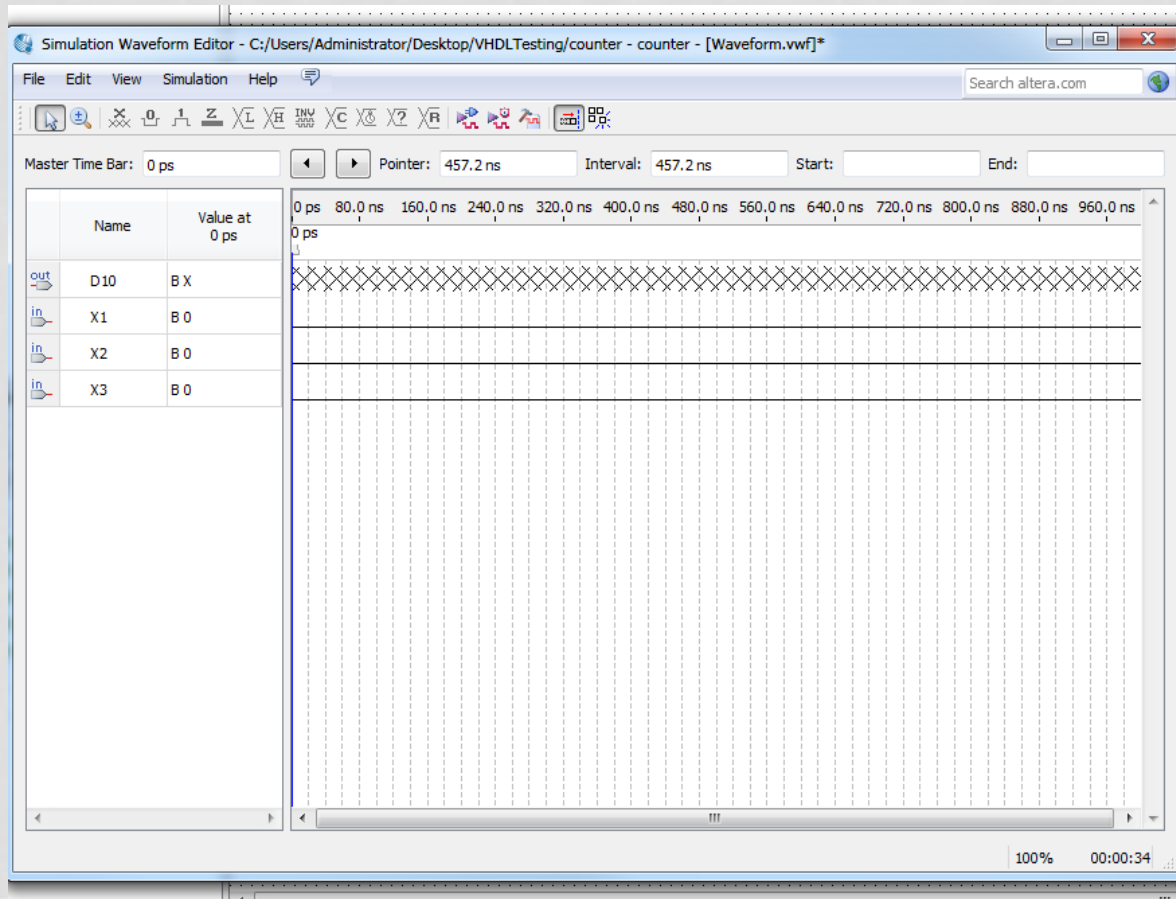 Simulation Waveform Editor - C:/Users/Administrator/Desktop/VHDLTesting/counter - counter - [Waveform.vwf]*
File Edit View Simulation Help Search altera.com
Master Time Bar: 0 ps Pointer: 457.2 ns Interval: 457.2 ns Start: End:
Name Value at 0 ps
0 ps 80.0 ns 160.0 ns 240.0 ns 320.0 ns 400.0 ns 480.0 ns 560.0 ns 640.0 ns 720.0 ns 800.0 ns 880.0 ns 960.0 ns
0 ps
out D10 B X
in X1 B 0
in X2 B 0
in X3 B 0
100% 00:00:34